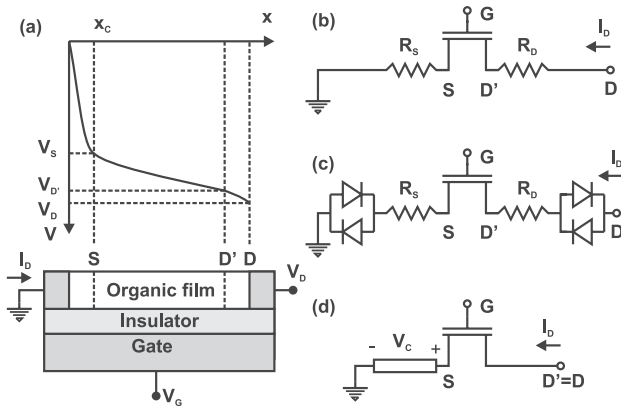 (a)
x_C
x
V_S
V_D'
V_D
V
S
D'
D
I_D
V_D
Organic film
Insulator
Gate
V_G
(b)
G
I_D
R_S
R_D
S
D'
D
(c)
G
I_D
R_S
R_D
S
D'
D
(d)
G
I_D
- V_C +
S
D'=D